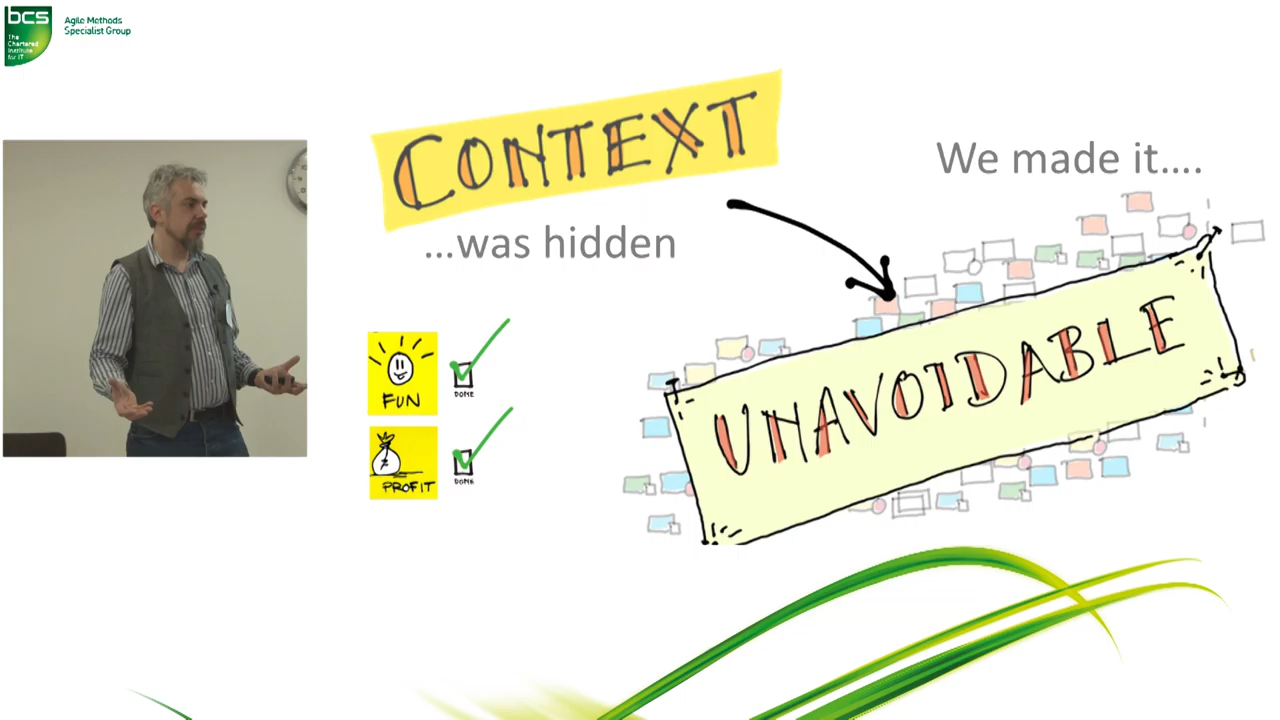 bcs
The
Chartered
Institute
for IT
Agile Methods
Specialist Group
CONTEXT
...was hidden
We made it....
UNAVOIDABLE
FUN
DONE
PROFIT
DONE